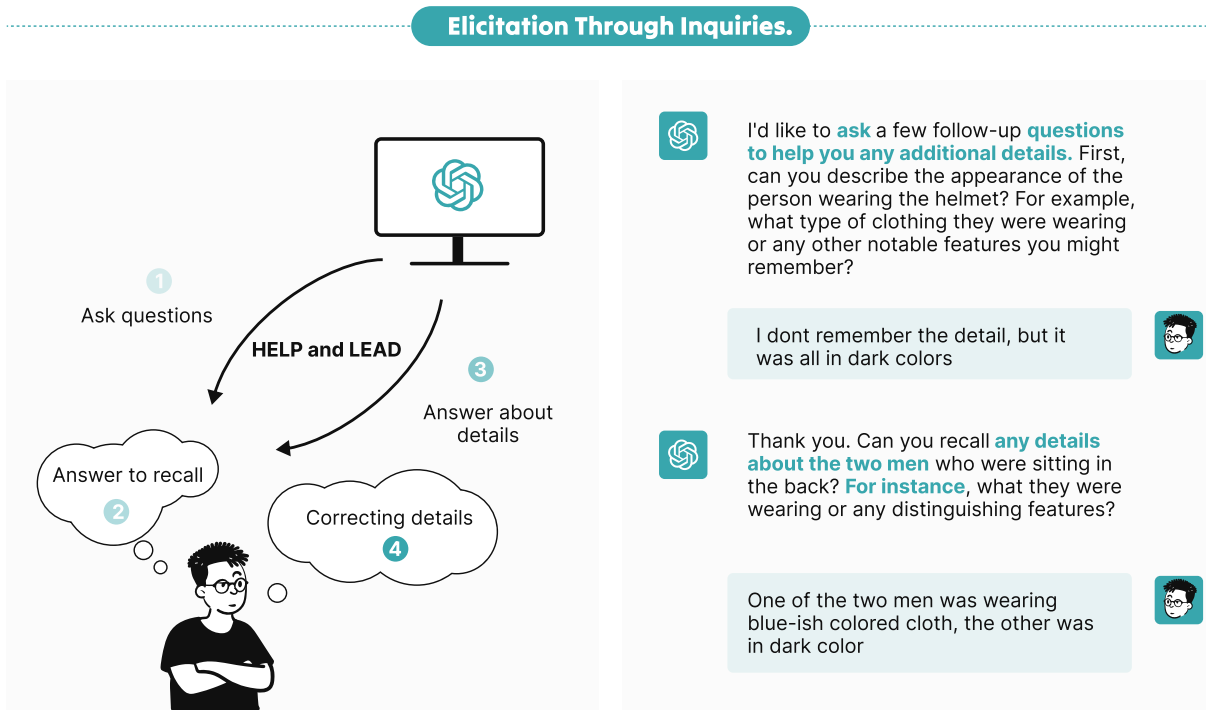 Elicitation Through Inquiries.
1
Ask questions
HELP and LEAD
3
Answer about
details
Answer to recall
2
Correcting details
4
I'd like to ask a few follow-up questions
to help you any additional details. First,
can you describe the appearance of the
person wearing the helmet? For example,
what type of clothing they were wearing
or any other notable features you might
remember?
I dont remember the detail, but it
was all in dark colors
Thank you. Can you recall any details
about the two men who were sitting in
the back? For instance, what they were
wearing or any distinguishing features?
One of the two men was wearing
blue-ish colored cloth, the other was
in dark color